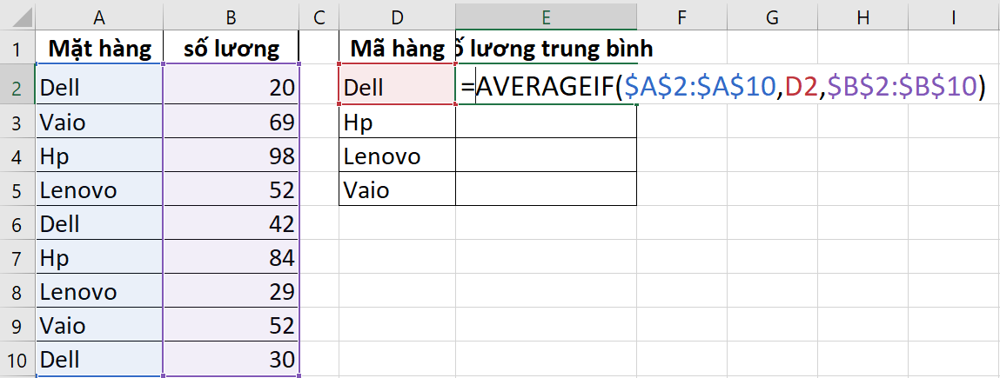 A B C D E F G H I
1 Mặt hàng số lương Mã hàng ố lương trung bình
2 Dell 20 Dell =AVERAGEIF($A$2:$A$10,D2,$B$2:$B$10)
3 Vaio 69 Hp
4 Hp 98 Lenovo
5 Lenovo 52 Vaio
6 Dell 42
7 Hp 84
8 Lenovo 29
9 Vaio 52
10 Dell 30